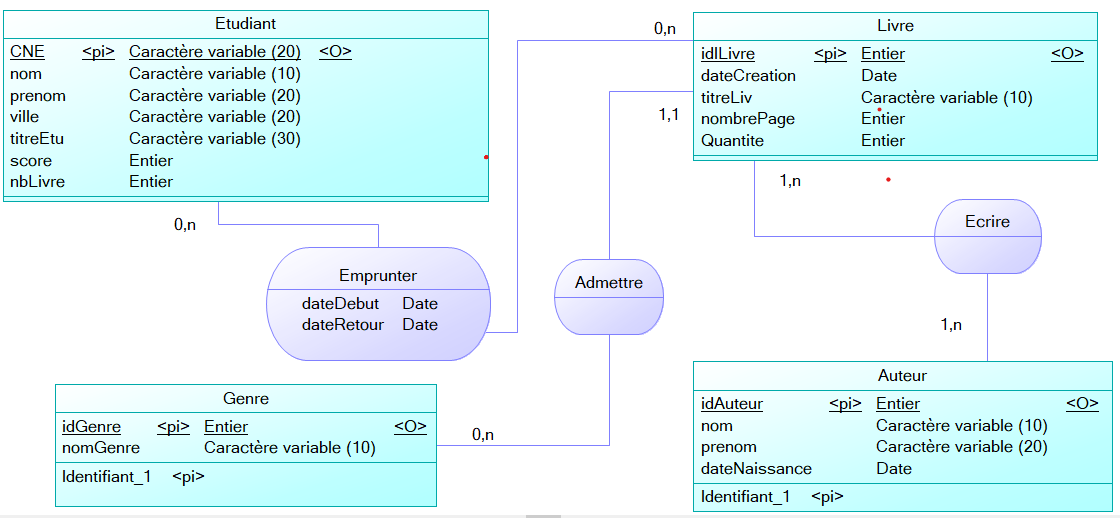 Etudiant
CNE <pi> Caractère variable (20) <O>
nom Caractère variable (10)
prenom Caractère variable (20)
ville Caractère variable (20)
titreEtu Caractère variable (30)
score Entier
nbLivre Entier
0,n
Livre
idlLivre <pi> Entier <O>
dateCreation Date
titreLiv Caractère variable (10)
nombrePage Entier
Quantite Entier
1,1
1,n
0,n
Ecrire
Emprunter
dateDebut Date
dateRetour Date
Admettre
1,n
Genre
idGenre <pi> Entier <O>
nomGenre Caractère variable (10)
Identifiant_1 <pi>
0,n
Auteur
idAuteur <pi> Entier <O>
nom Caractère variable (10)
prenom Caractère variable (20)
dateNaissance Date
Identifiant_1 <pi>